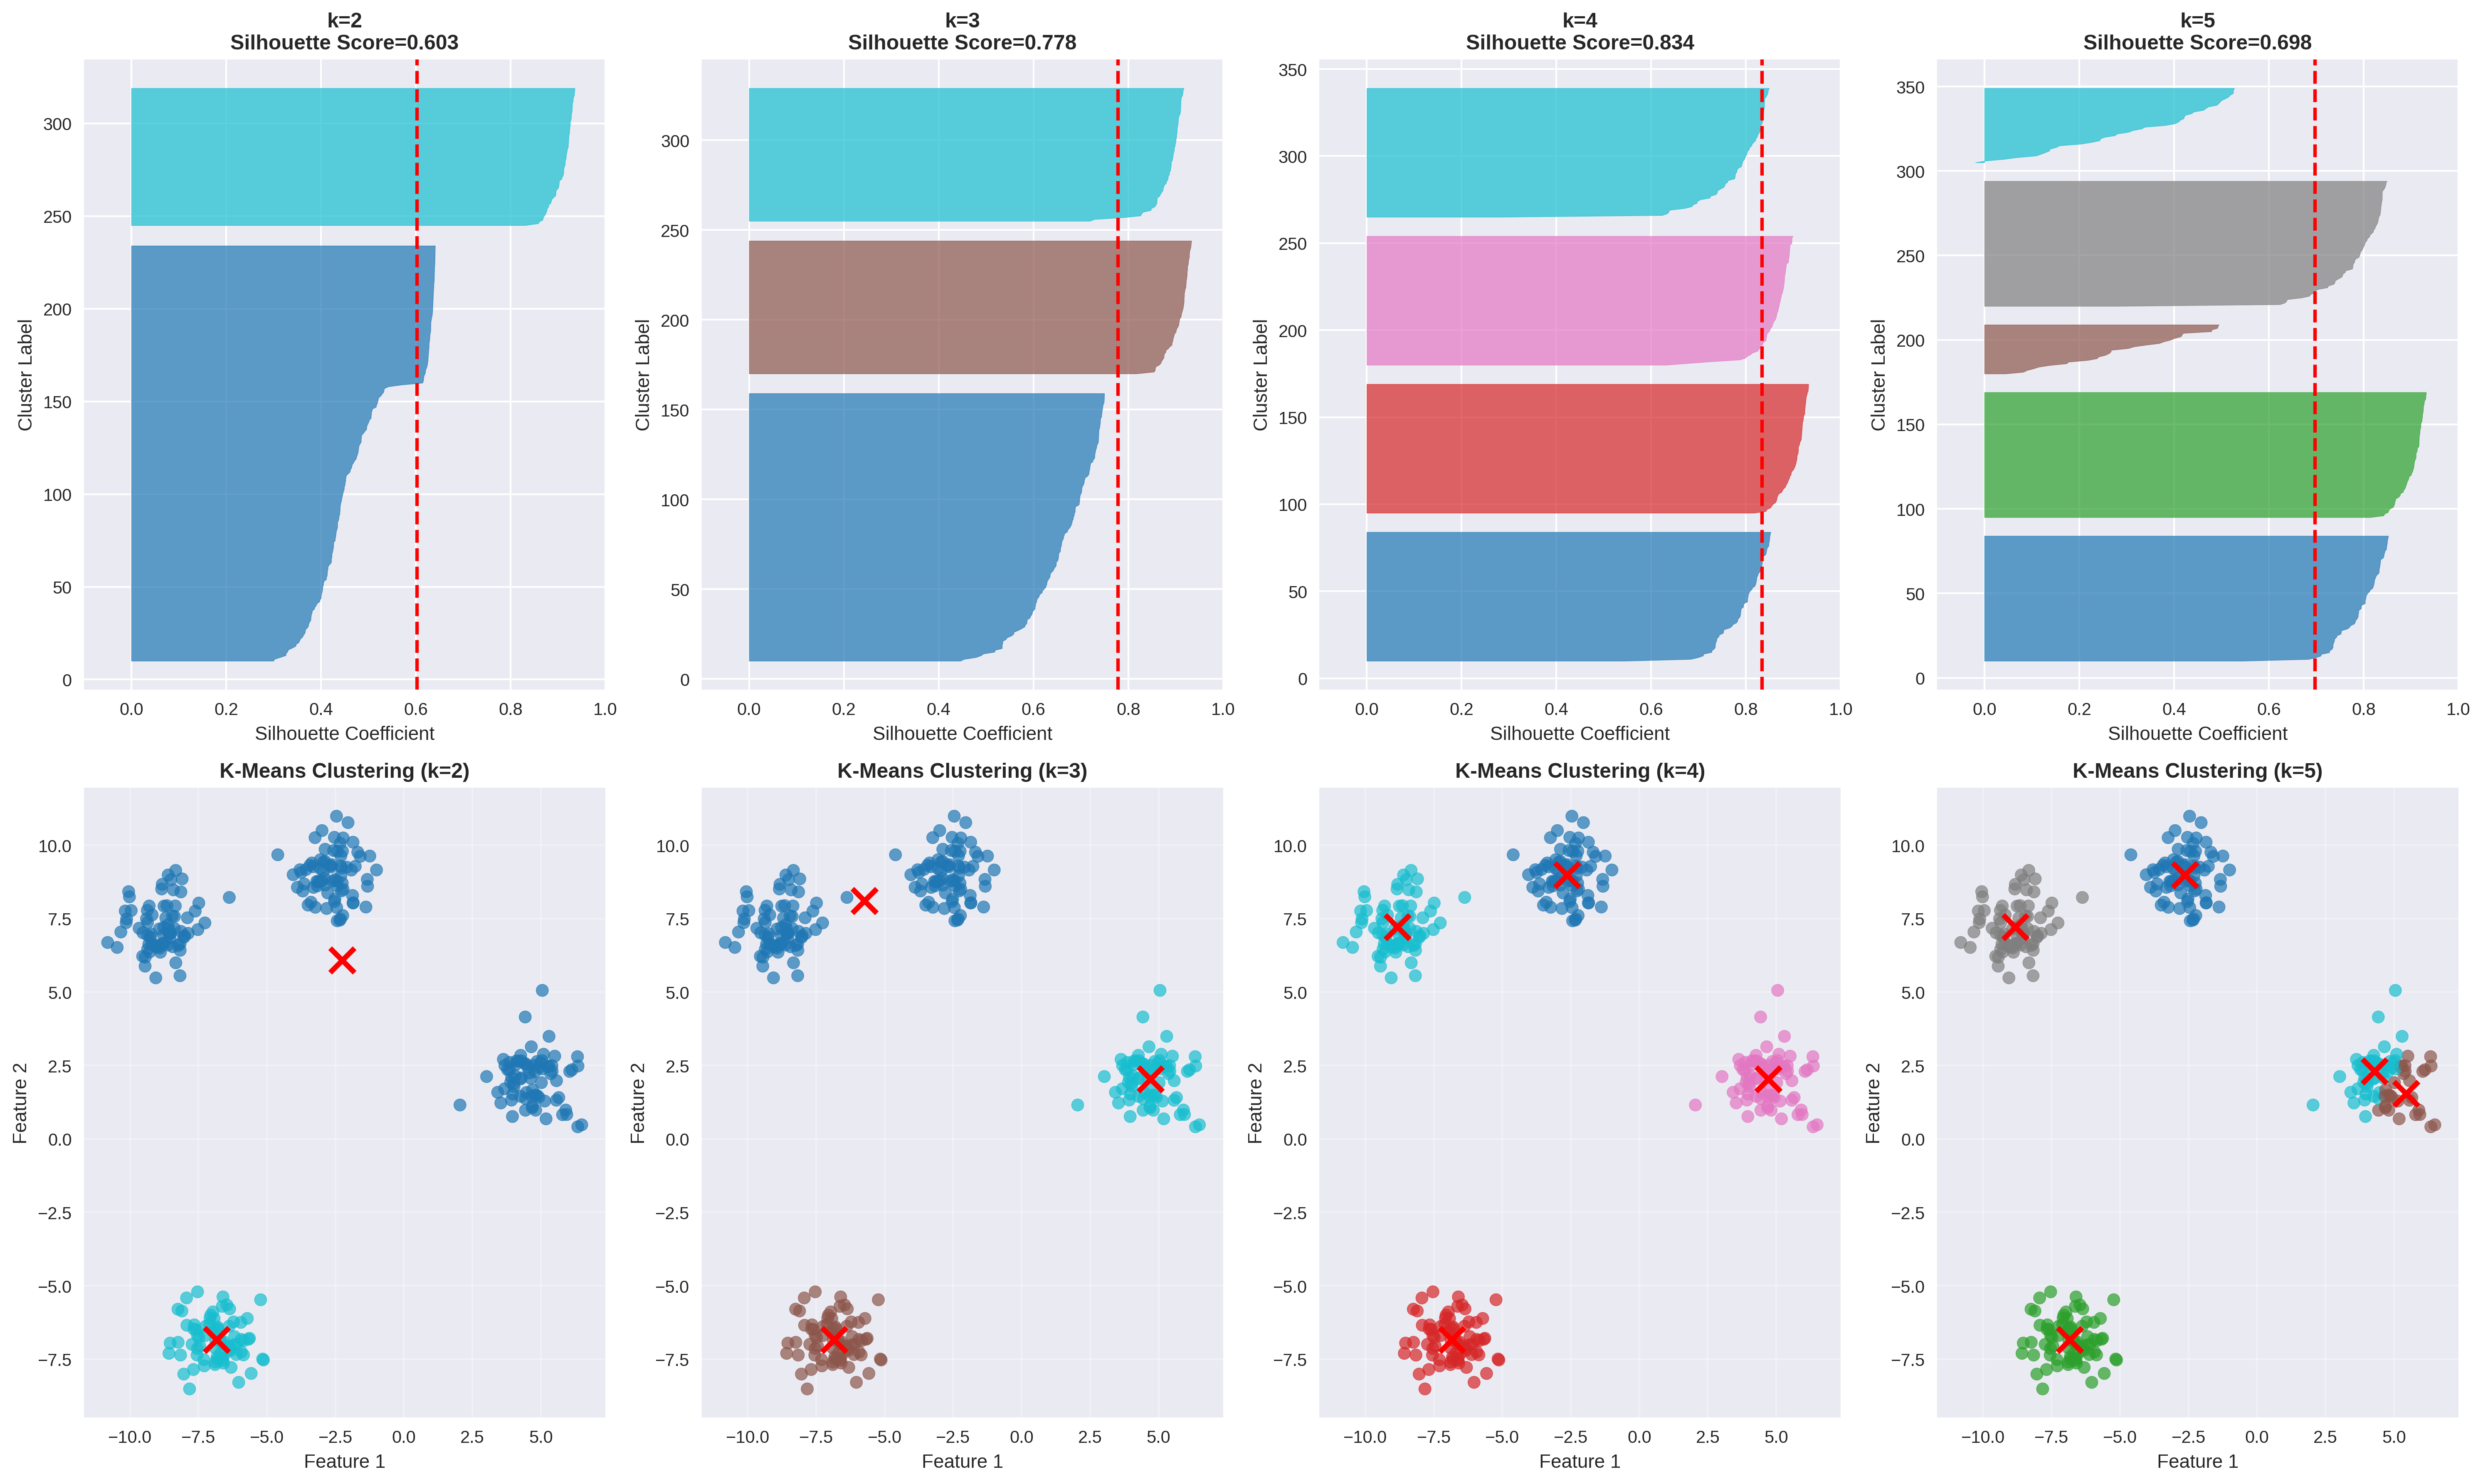 k=2
Silhouette Score=0.603
300
250
200
150
100
50
0
Cluster Label
0.0 0.2 0.4 0.6 0.8 1.0
Silhouette Coefficient
k=3
Silhouette Score=0.778
300
250
200
150
100
50
0
Cluster Label
0.0 0.2 0.4 0.6 0.8 1.0
Silhouette Coefficient
k=4
Silhouette Score=0.834
350
300
250
200
150
100
50
0
Cluster Label
0.0 0.2 0.4 0.6 0.8 1.0
Silhouette Coefficient
k=5
Silhouette Score=0.698
350
300
250
200
150
100
50
0
Cluster Label
0.0 0.2 0.4 0.6 0.8 1.0
Silhouette Coefficient
K-Means Clustering (k=2)
10.0
7.5
5.0
2.5
0.0
−2.5
−5.0
−7.5
Feature 2
−10.0 −7.5 −5.0 −2.5 0.0 2.5 5.0
Feature 1
K-Means Clustering (k=3)
10.0
7.5
5.0
2.5
0.0
−2.5
−5.0
−7.5
Feature 2
−10.0 −7.5 −5.0 −2.5 0.0 2.5 5.0
Feature 1
K-Means Clustering (k=4)
10.0
7.5
5.0
2.5
0.0
−2.5
−5.0
−7.5
Feature 2
−10.0 −7.5 −5.0 −2.5 0.0 2.5 5.0
Feature 1
K-Means Clustering (k=5)
10.0
7.5
5.0
2.5
0.0
−2.5
−5.0
−7.5
Feature 2
−10.0 −7.5 −5.0 −2.5 0.0 2.5 5.0
Feature 1